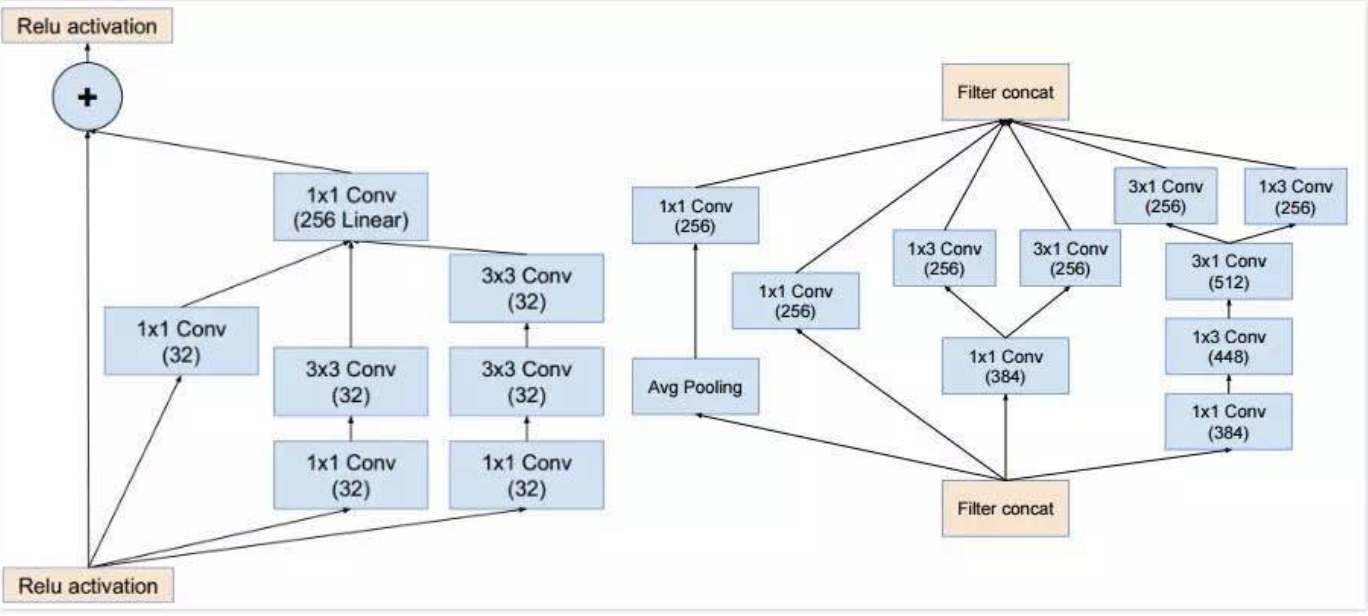 Relu activation
+
1x1 Conv
(256 Linear)
3x3 Conv
(32)
1x1 Conv
(32)
3x3 Conv
(32)
3x3 Conv
(32)
1x1 Conv
(32)
1x1 Conv
(32)
Relu activation
Filter concat
3x1 Conv
(256)
1x3 Conv
(256)
1x1 Conv
(256)
1x3 Conv
(256)
3x1 Conv
(256)
3x1 Conv
(512)
1x1 Conv
(256)
1x3 Conv
(448)
1x1 Conv
(384)
Avg Pooling
1x1 Conv
(384)
Filter concat